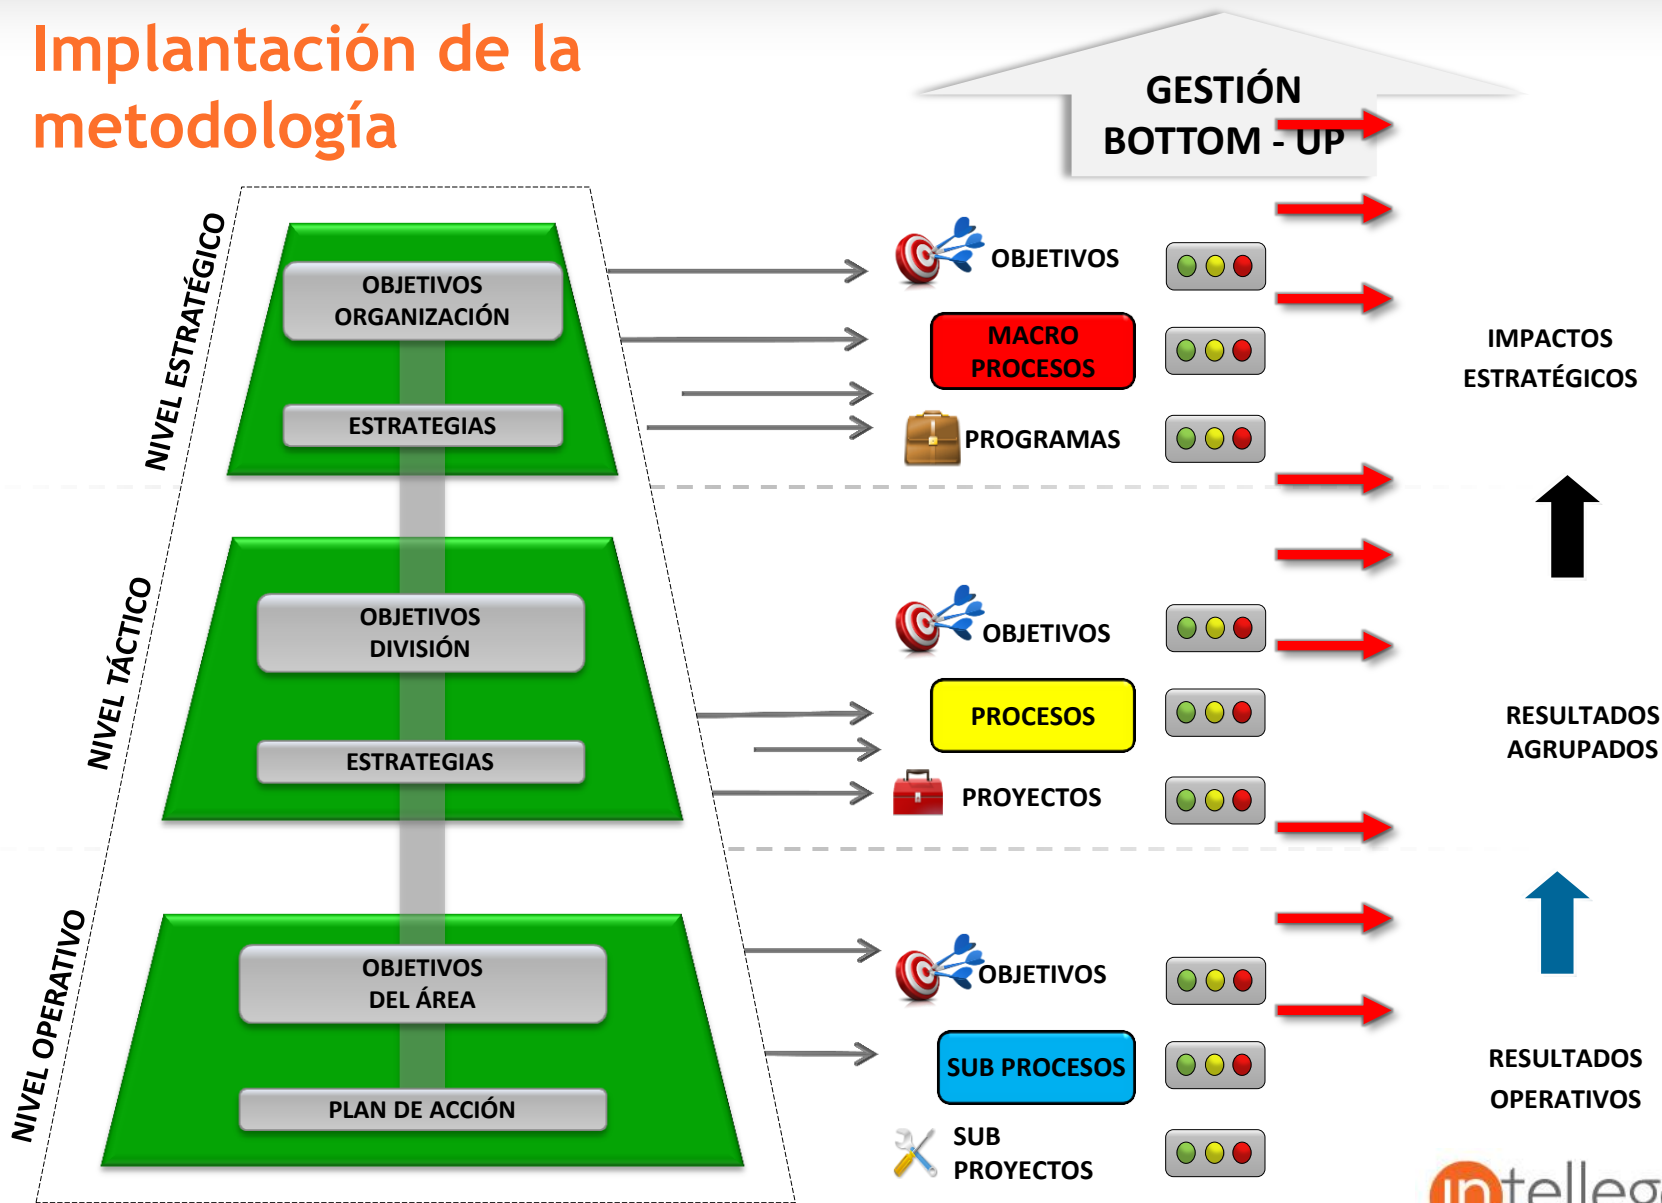 Implantación de la
metodología
GESTIÓN
BOTTOM - UP
NIVEL ESTRATÉGICO
OBJETIVOS
ORGANIZACIÓN
ESTRATEGIAS
OBJETIVOS
MACRO
PROCESOS
PROGRAMAS
IMPACTOS
ESTRATÉGICOS
NIVEL TÁCTICO
OBJETIVOS
DIVISIÓN
ESTRATEGIAS
OBJETIVOS
PROCESOS
PROYECTOS
RESULTADOS
AGRUPADOS
NIVEL OPERATIVO
OBJETIVOS
DEL ÁREA
PLAN DE ACCIÓN
OBJETIVOS
SUB PROCESOS
SUB
PROYECTOS
RESULTADOS
OPERATIVOS
intelleg